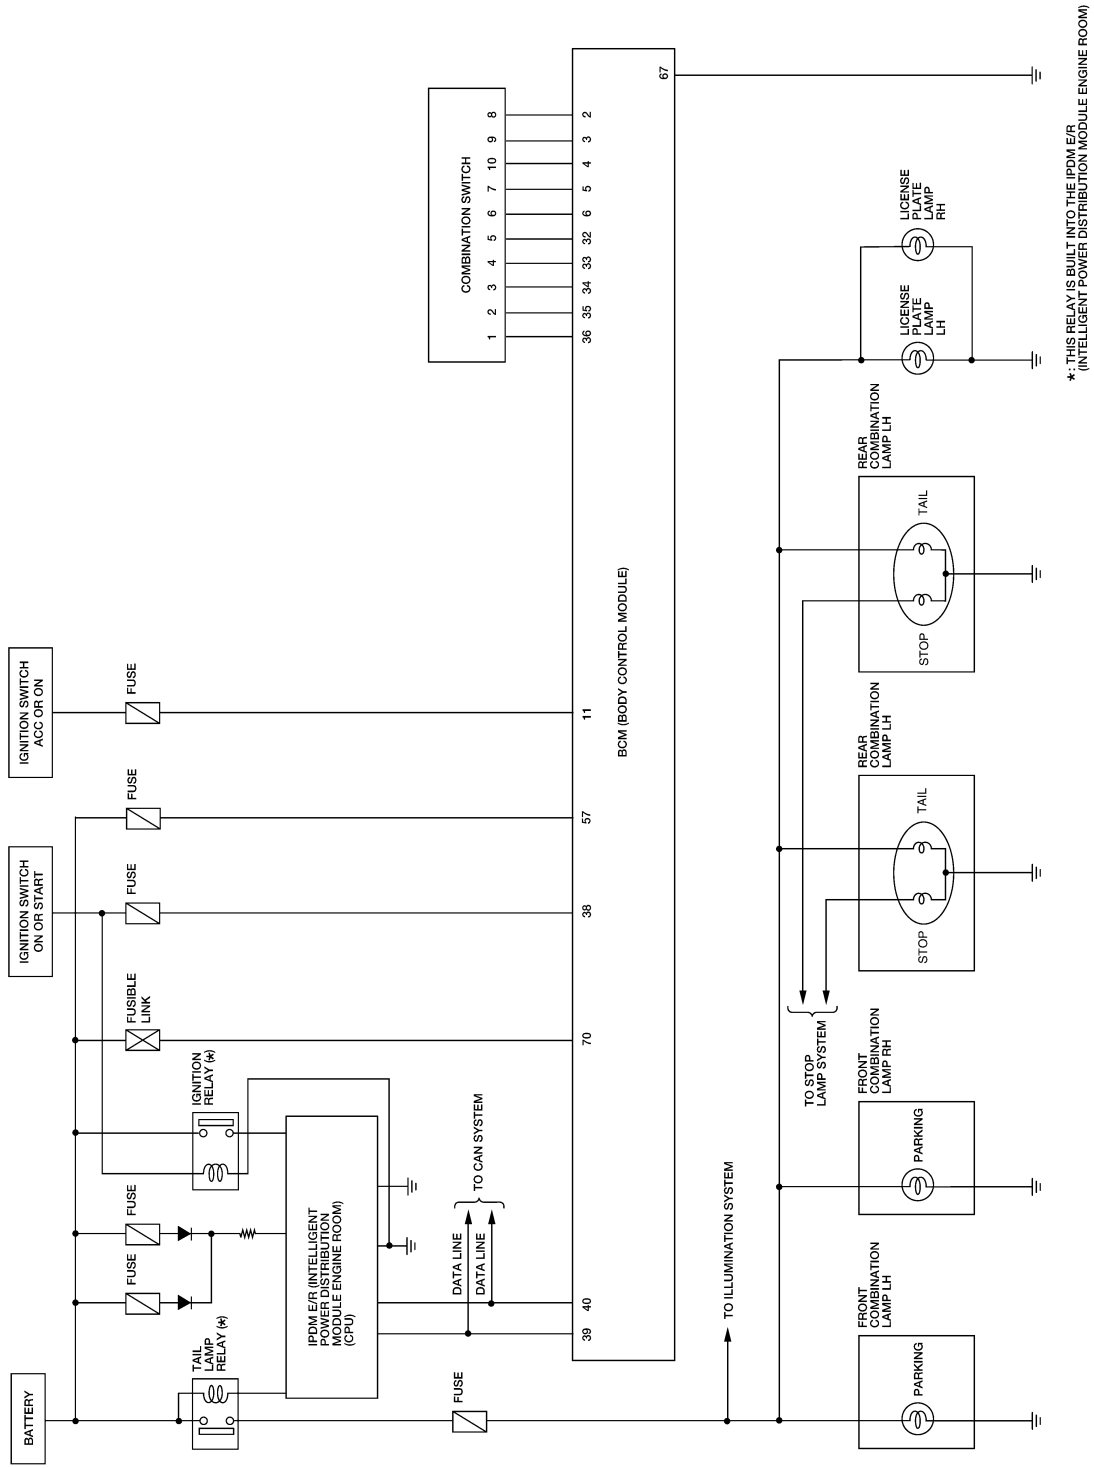 BATTERY
IGNITION SWITCH
ON OR START
IGNITION SWITCH
ACC OR ON
TAIL
LAMP
RELAY (*)
FUSE
FUSE
IGNITION
RELAY (*)
FUSIBLE
LINK
FUSE
FUSE
FUSE
IPDM E/R (INTELLIGENT
POWER DISTRIBUTION
MODULE ENGINE ROOM)
(CPU)
DATA LINE
DATA LINE
TO CAN SYSTEM
FUSE
COMBINATION SWITCH
1
2
3
4
5
6
7
10
9
8
39
40
70
38
57
11
36
35
34
33
32
6
5
4
3
2
67
BCM (BODY CONTROL MODULE)
TO ILLUMINATION SYSTEM
TO STOP
LAMP SYSTEM
FRONT
COMBINATION
LAMP LH
PARKING
FRONT
COMBINATION
LAMP RH
PARKING
REAR
COMBINATION
LAMP LH
STOP
TAIL
REAR
COMBINATION
LAMP LH
STOP
TAIL
LICENSE
PLATE
LAMP
LH
LICENSE
PLATE
LAMP
RH
*: THIS RELAY IS BUILT INTO THE IPDM E/R
(INTELLIGENT POWER DISTRIBUTION MODULE ENGINE ROOM)